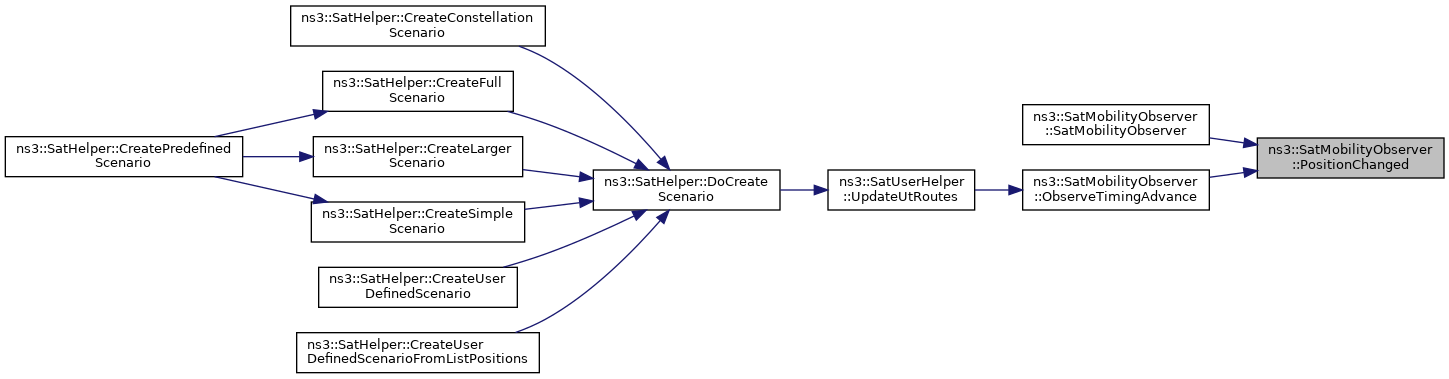 ns3::SatHelper::CreateConstellation
Scenario
ns3::SatHelper::CreateFull
Scenario
ns3::SatHelper::CreatePredefined
Scenario
ns3::SatHelper::CreateLarger
Scenario
ns3::SatHelper::CreateSimple
Scenario
ns3::SatHelper::CreateUser
DefinedScenario
ns3::SatHelper::CreateUser
DefinedScenarioFromListPositions
ns3::SatHelper::DoCreate
Scenario
ns3::SatUserHelper
::UpdateUtRoutes
ns3::SatMobilityObserver
::SatMobilityObserver
ns3::SatMobilityObserver
::ObserveTimingAdvance
ns3::SatMobilityObserver
::PositionChanged